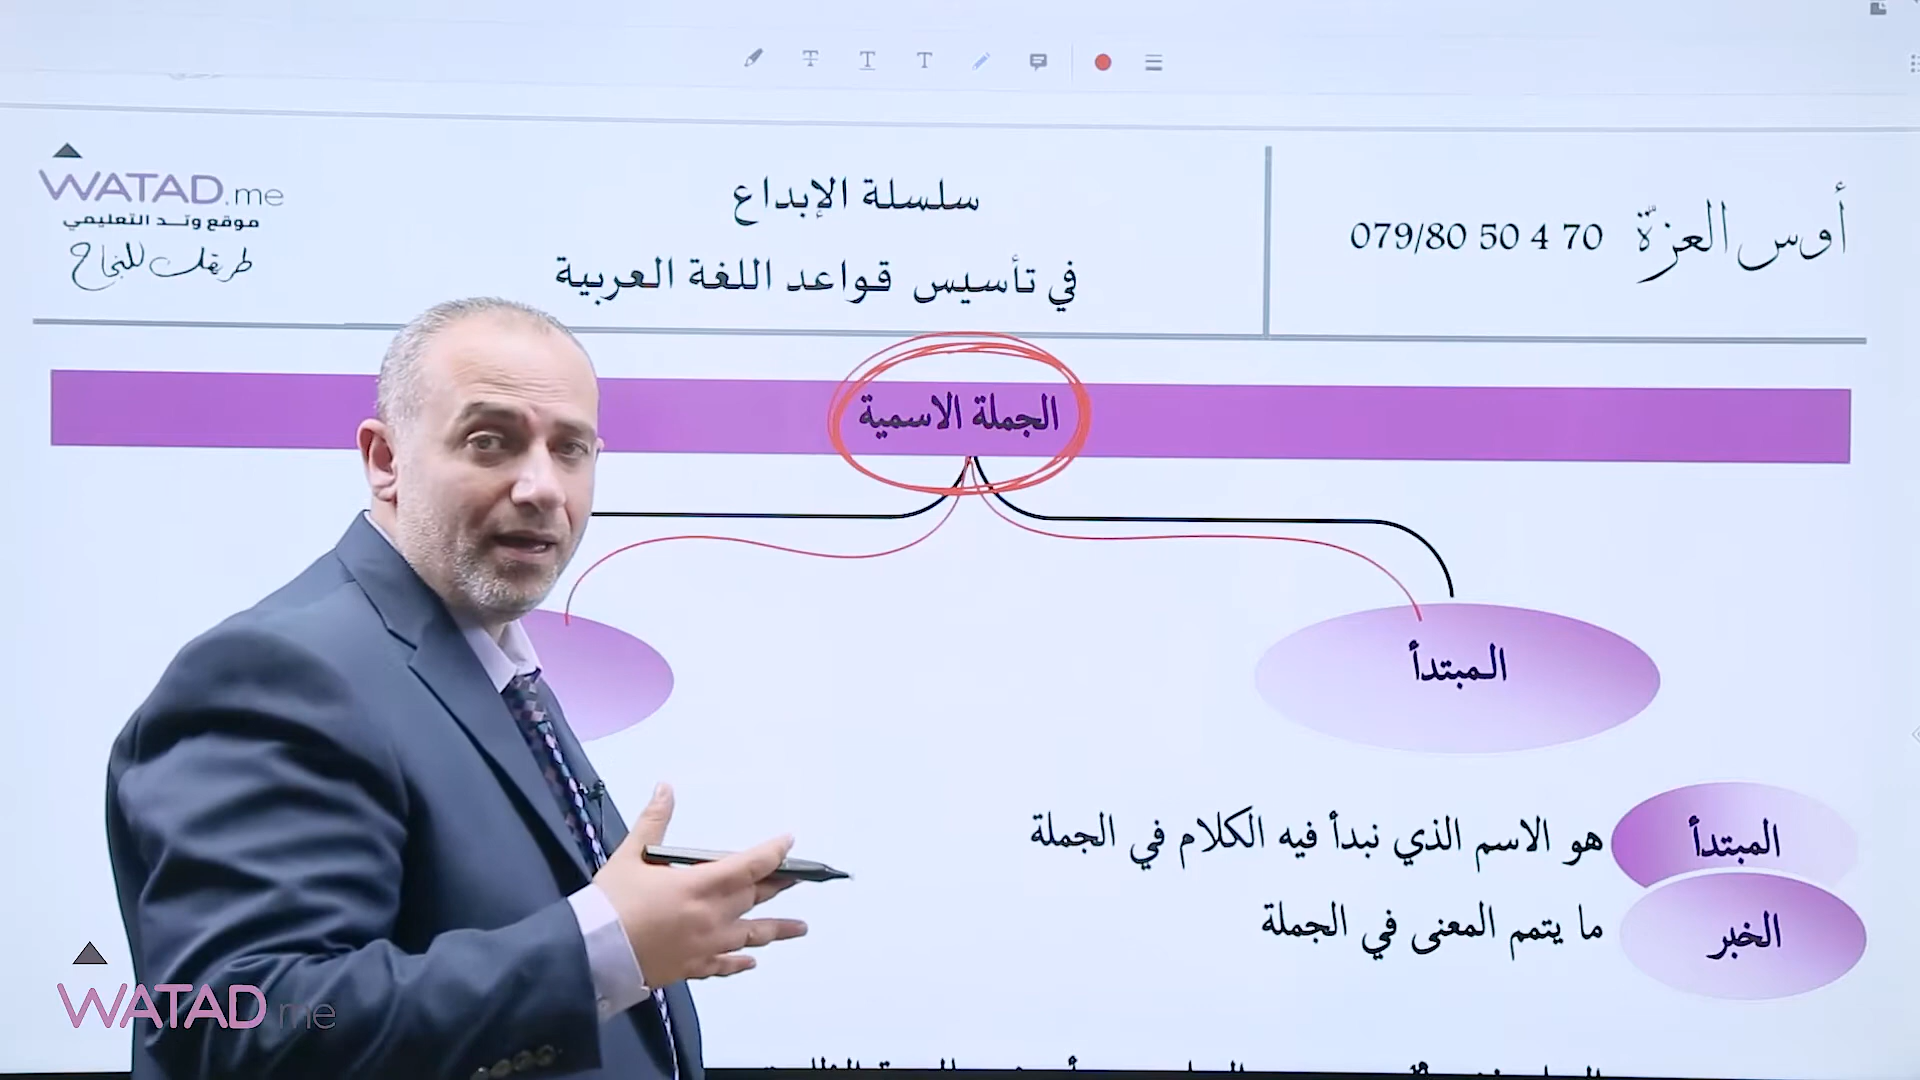 أوس العزّة 079/80 50 4 70
سلسلة الإبداع
في تأسيس قواعد اللغة العربية
WATAD.me
موقع وتد التعليمي
طريقك للنجاح
الجملة الاسمية
المبتدأ
المبتدأ هو الاسم الذي نبدأ فيه الكلام في الجملة
الخبر ما يتمم المعنى في الجملة
WATAD me